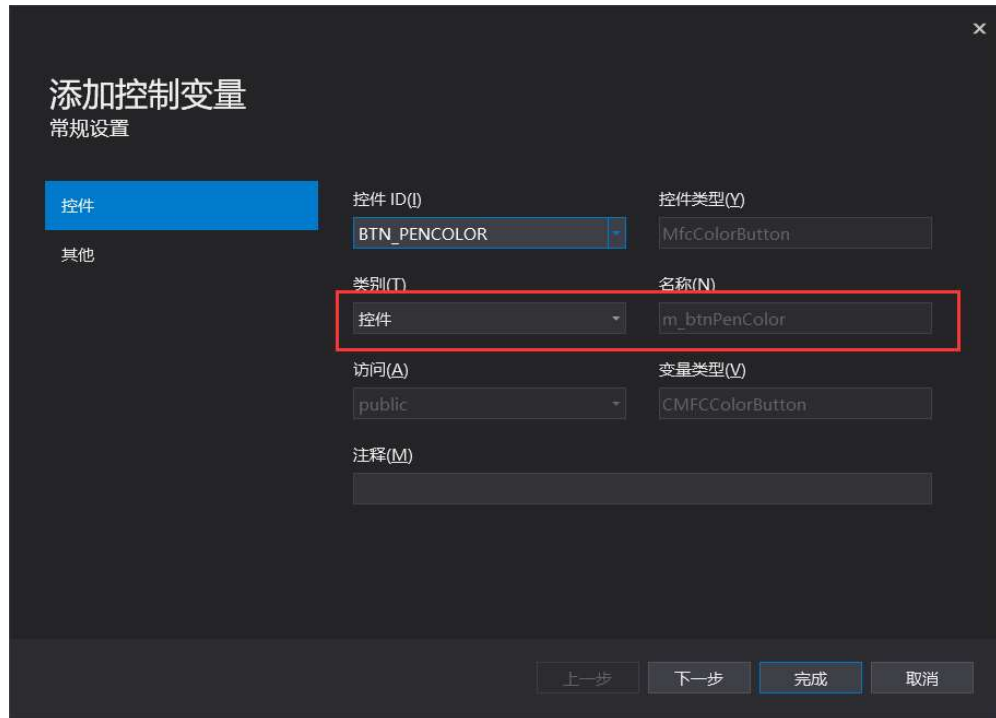 ×
添加控制变量
常规设置
控件
其他
控件 ID(I)
控件类型(Y)
BTN_PENCOLOR
MfcColorButton
类别(T)
名称(N)
控件
m_btnPenColor
访问(A)
变量类型(V)
public
CMFCColorButton
注释(M)
上一步
下一步
完成
取消